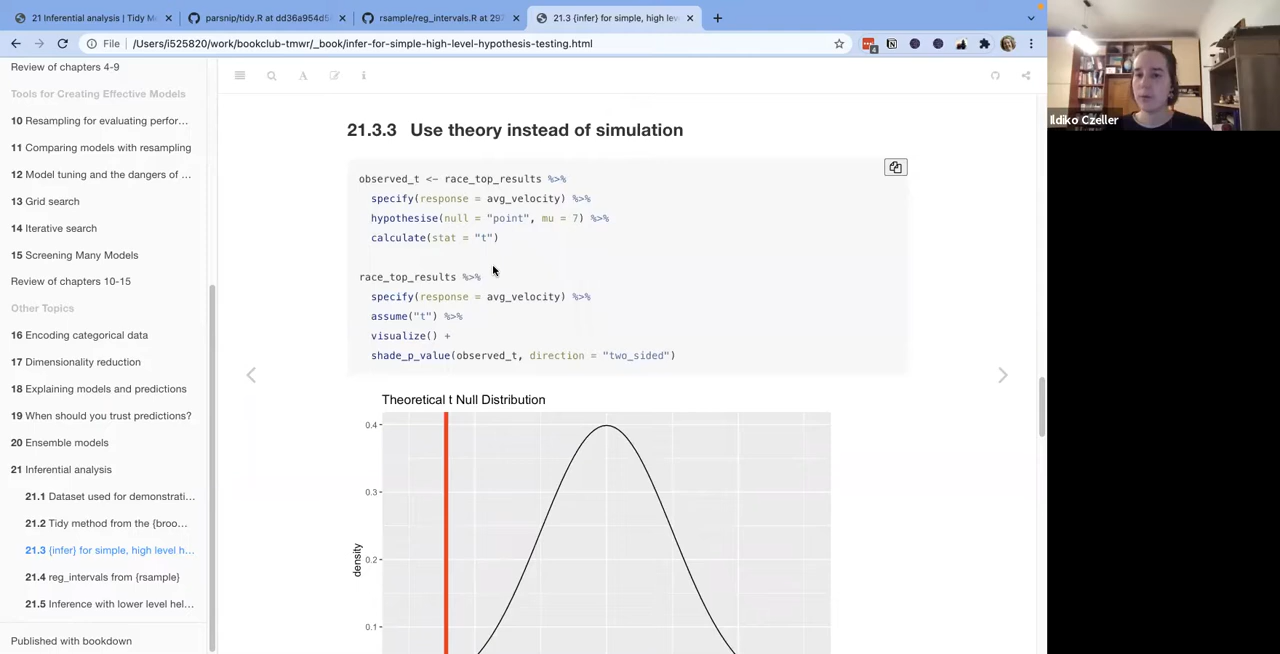 21 Inferential analysis | Tidy M
parsnip/tidy.R at dd36a954d5
rsample/reg_intervals.R at 297
21.3 {infer} for simple, high lev
File
/Users/i525820/work/bookclub-tmwr/_book/infer-for-simple-high-level-hypothesis-testing.html
4
Review of chapters 4-9
Tools for Creating Effective Models
10 Resampling for evaluating perfor...
11 Comparing models with resampling
12 Model tuning and the dangers of ...
13 Grid search
14 Iterative search
15 Screening Many Models
Review of chapters 10-15
Other Topics
16 Encoding categorical data
17 Dimensionality reduction
18 Explaining models and predictions
19 When should you trust predictions?
20 Ensemble models
21 Inferential analysis
21.1 Dataset used for demonstrati...
21.2 Tidy method from the {broo...
21.3 {infer} for simple, high level h...
21.4 reg_intervals from {rsample}
21.5 Inference with lower level hel...
Published with bookdown
21.3.3 Use theory instead of simulation
observed_t <- race_top_results %>%
specify(response = avg_velocity) %>%
hypothesise(null = "point", mu = 7) %>%
calculate(stat = "t")
race_top_results %>%
specify(response = avg_velocity) %>%
assume("t") %>%
visualize() +
shade_p_value(observed_t, direction = "two_sided")
Theoretical t Null Distribution
0.4
0.3
0.2
0.1
density
Ildiko Czeller